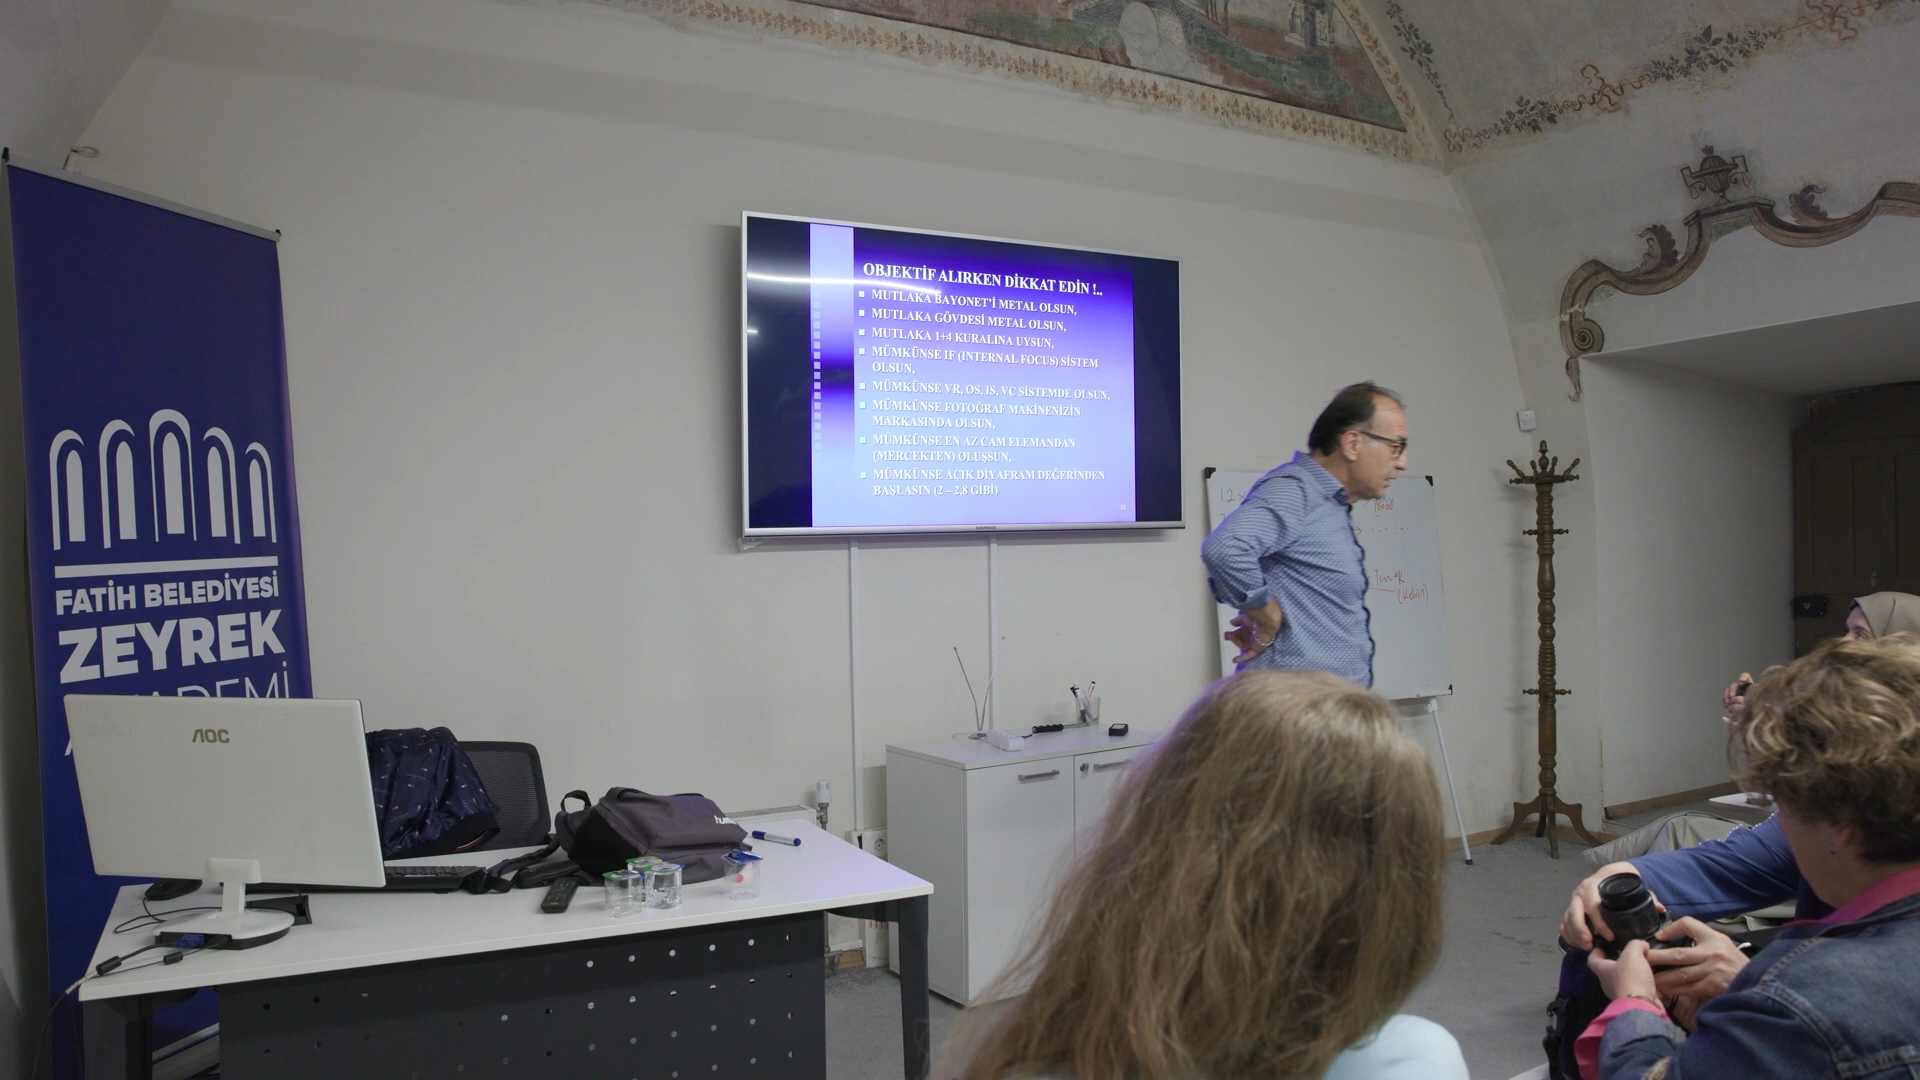 OBJEKTİF ALIRKEN DİKKAT EDİN !..
MUTLAKA BAYONET'İ METAL OLSUN,
MUTLAKA GÖVDESİ METAL OLSUN,
MUTLAKA 1+4 KURALINA UYSUN,
MÜMKÜNSE IF (INTERNAL FOCUS) SİSTEM
OLSUN,
MÜMKÜNSE VR, OS, IS, VC SİSTEMDE OLSUN,
MÜMKÜNSE FOTOĞRAF MAKİNENİZİN
MARKASINDA OLSUN,
MÜMKÜNSE EN AZ CAM ELEMANDAN
(MERCEKTEN) OLUŞSUN,
MÜMKÜNSE AÇIK DİYAFRAM DEĞERİNDEN
BAŞLASIN (2 – 2,8 GİBİ)
FATİH BELEDİYESİ
ZEYREK
AOC
(Kelvin)